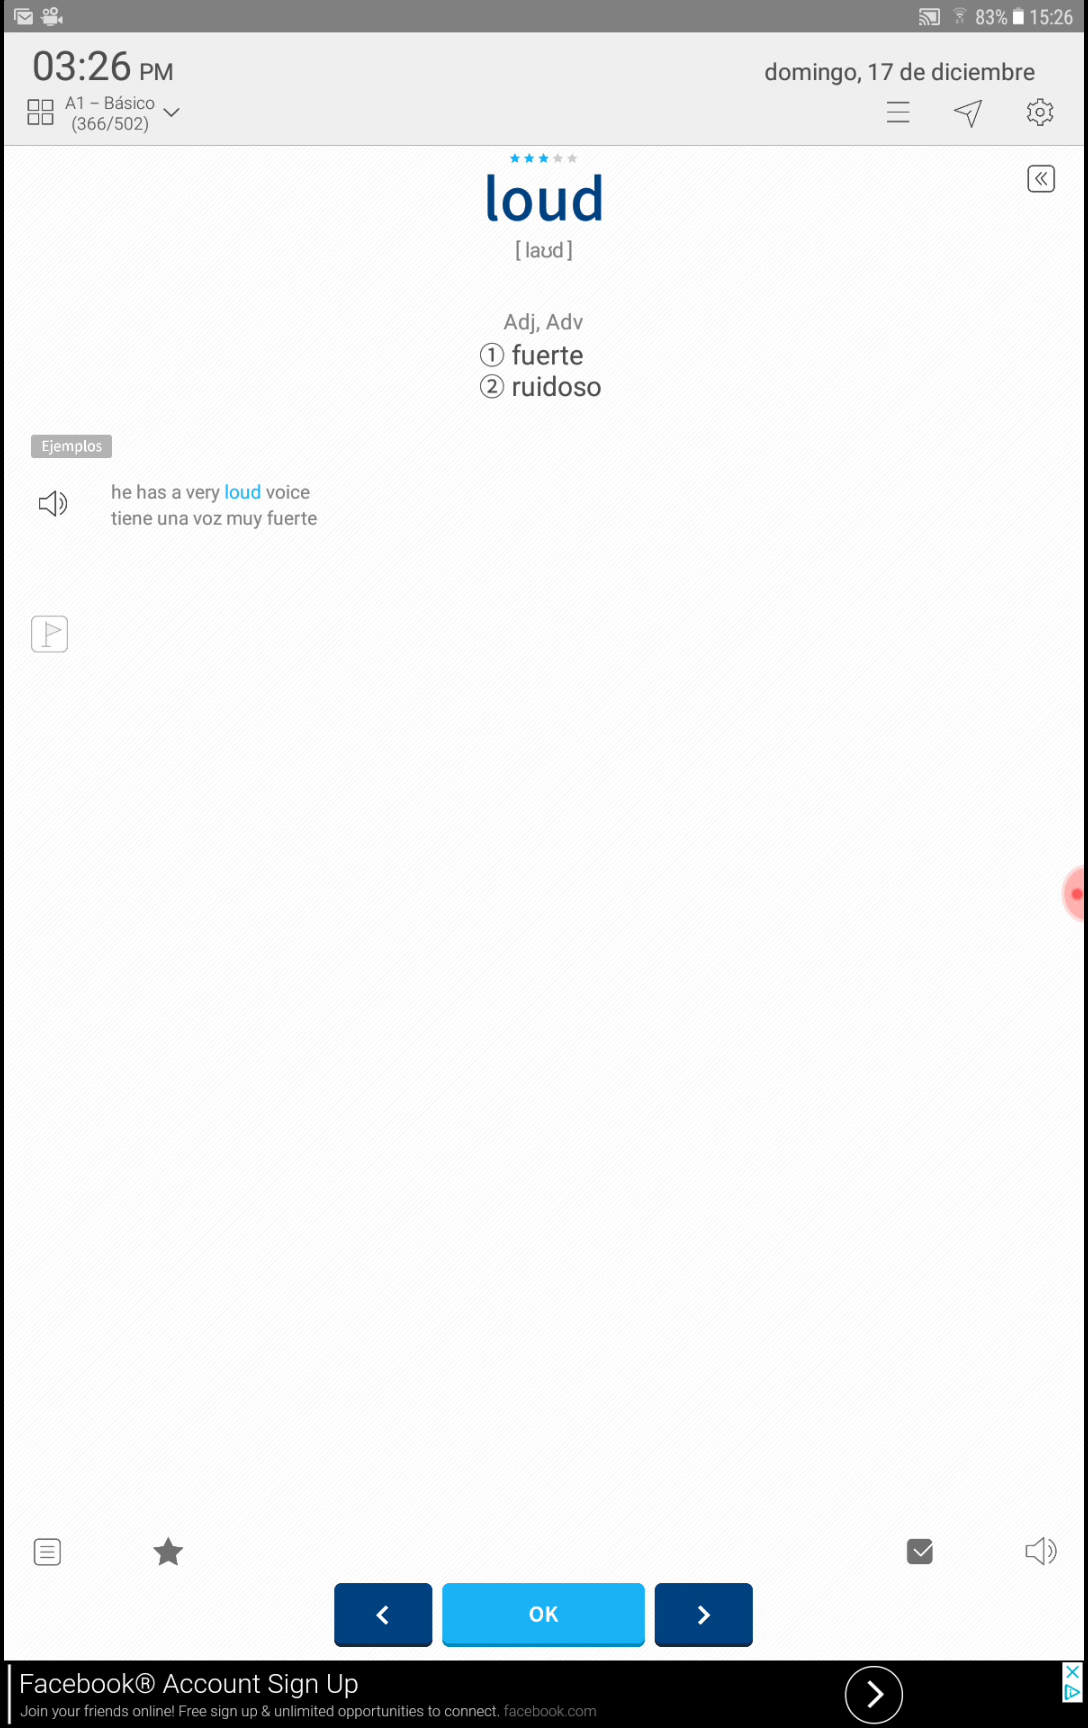 83% 15:26
03:26 PM
domingo, 17 de diciembre
A1 – Básico
(366/502)
loud
[ laʊd ]
Adj, Adv
① fuerte
② ruidoso
Ejemplos
he has a very loud voice
tiene una voz muy fuerte
OK
Facebook® Account Sign Up
Join your friends online! Free sign up & unlimited opportunities to connect. facebook.com